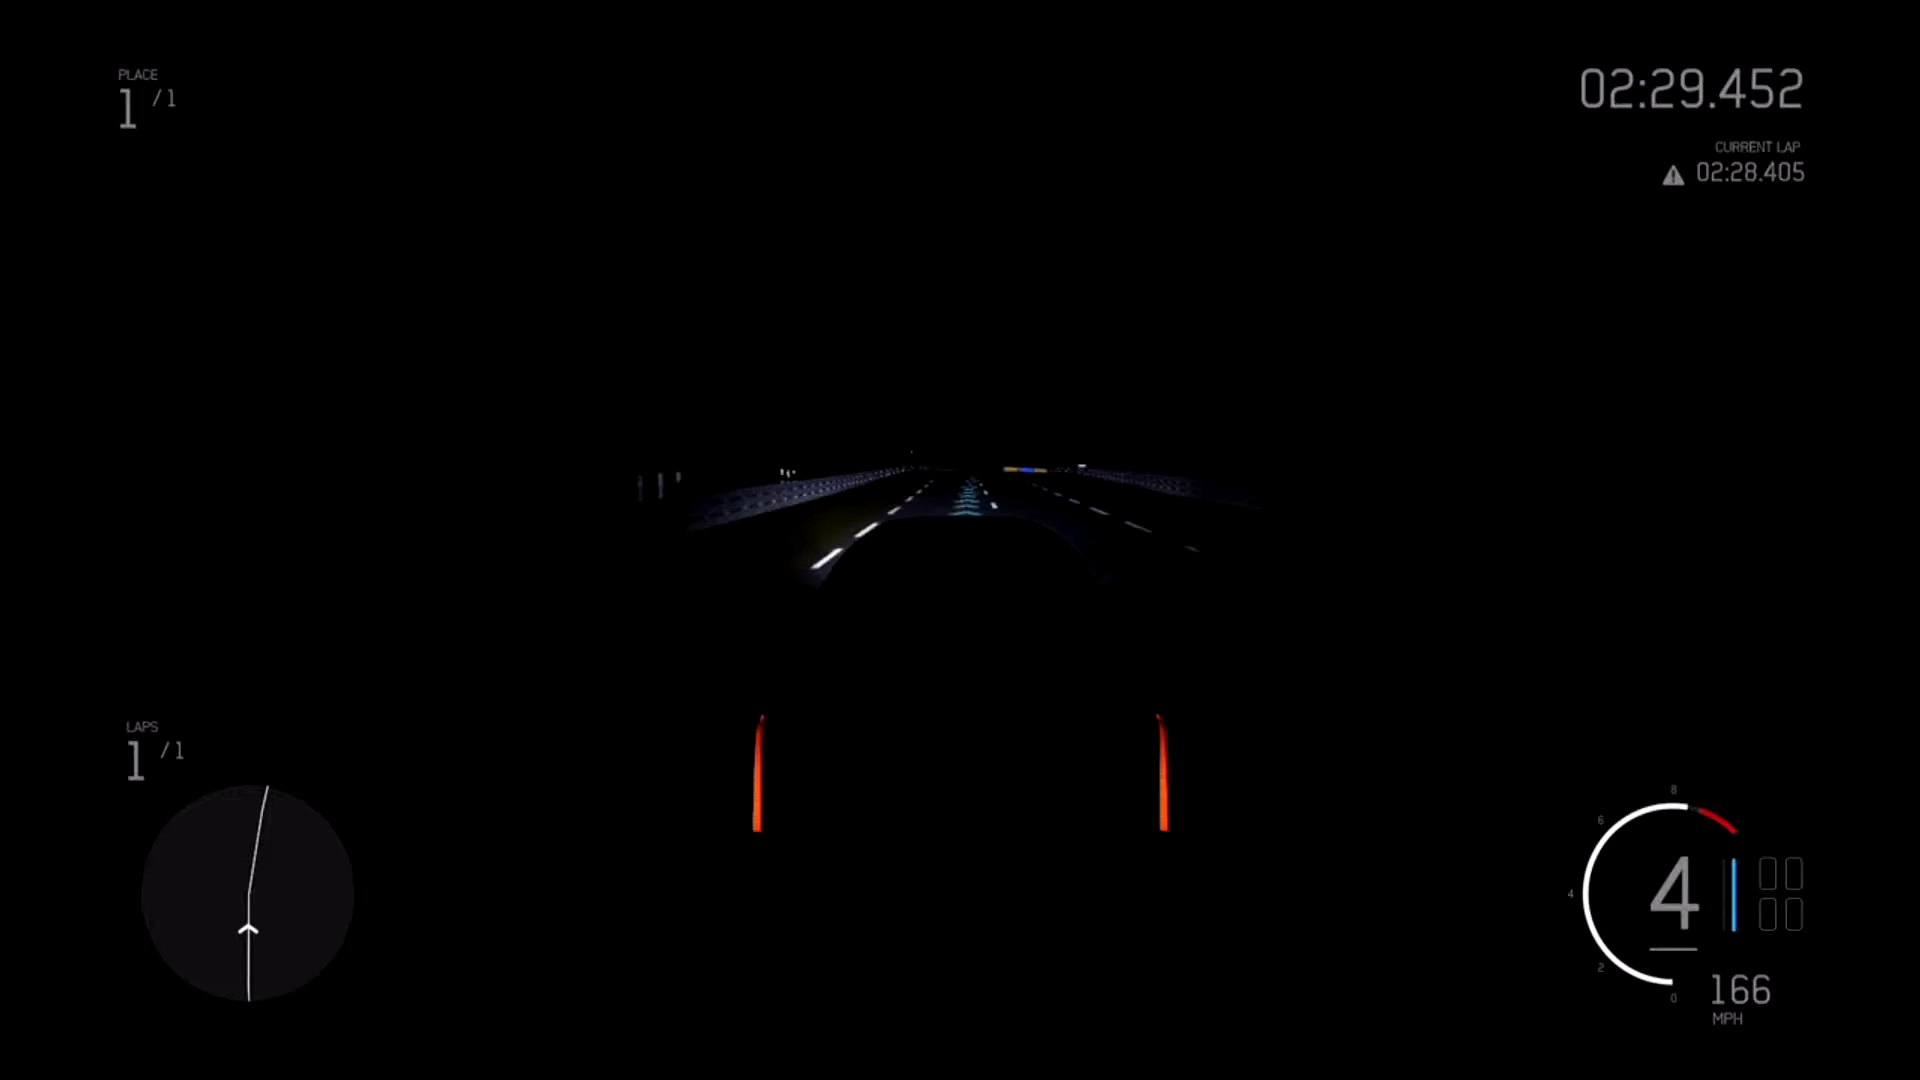 PLACE
1 /1
02:29.452
CURRENT LAP
02:28.405
LAPS
1 /1
8
6
4
2
0
4
166
MPH